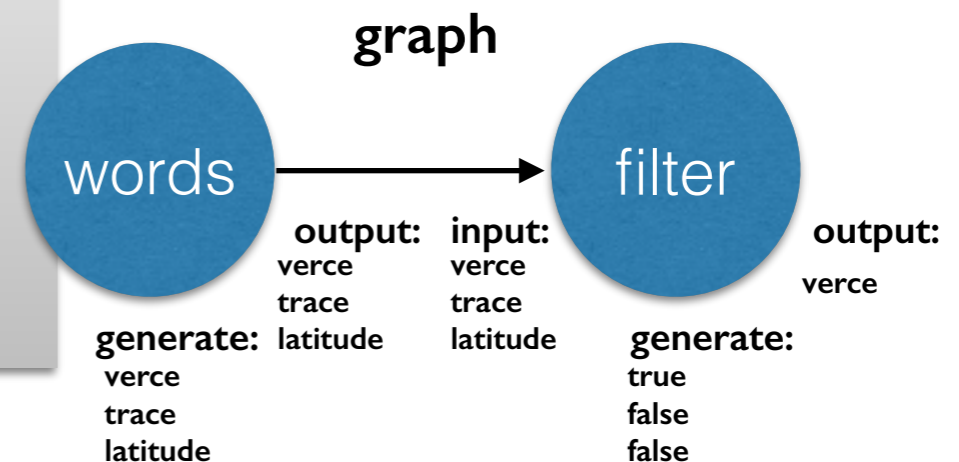 graph
words
filter
output:
verce
trace
latitude
input:
verce
trace
latitude
output:
verce
generate:
verce
trace
latitude
generate:
true
false
false